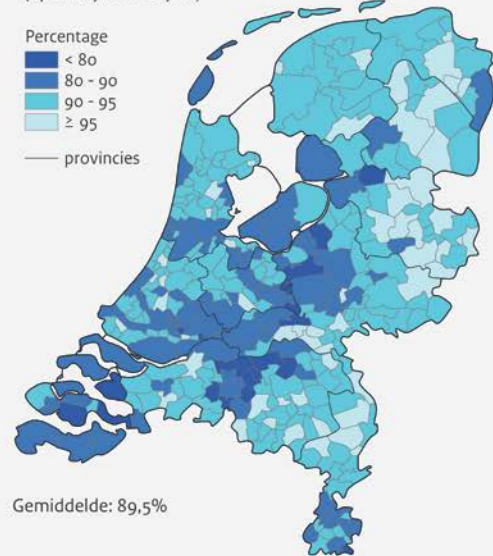 Percentage
< 80
80 - 90
90 - 95
≥ 95
provincies
Gemiddelde: 89,5%